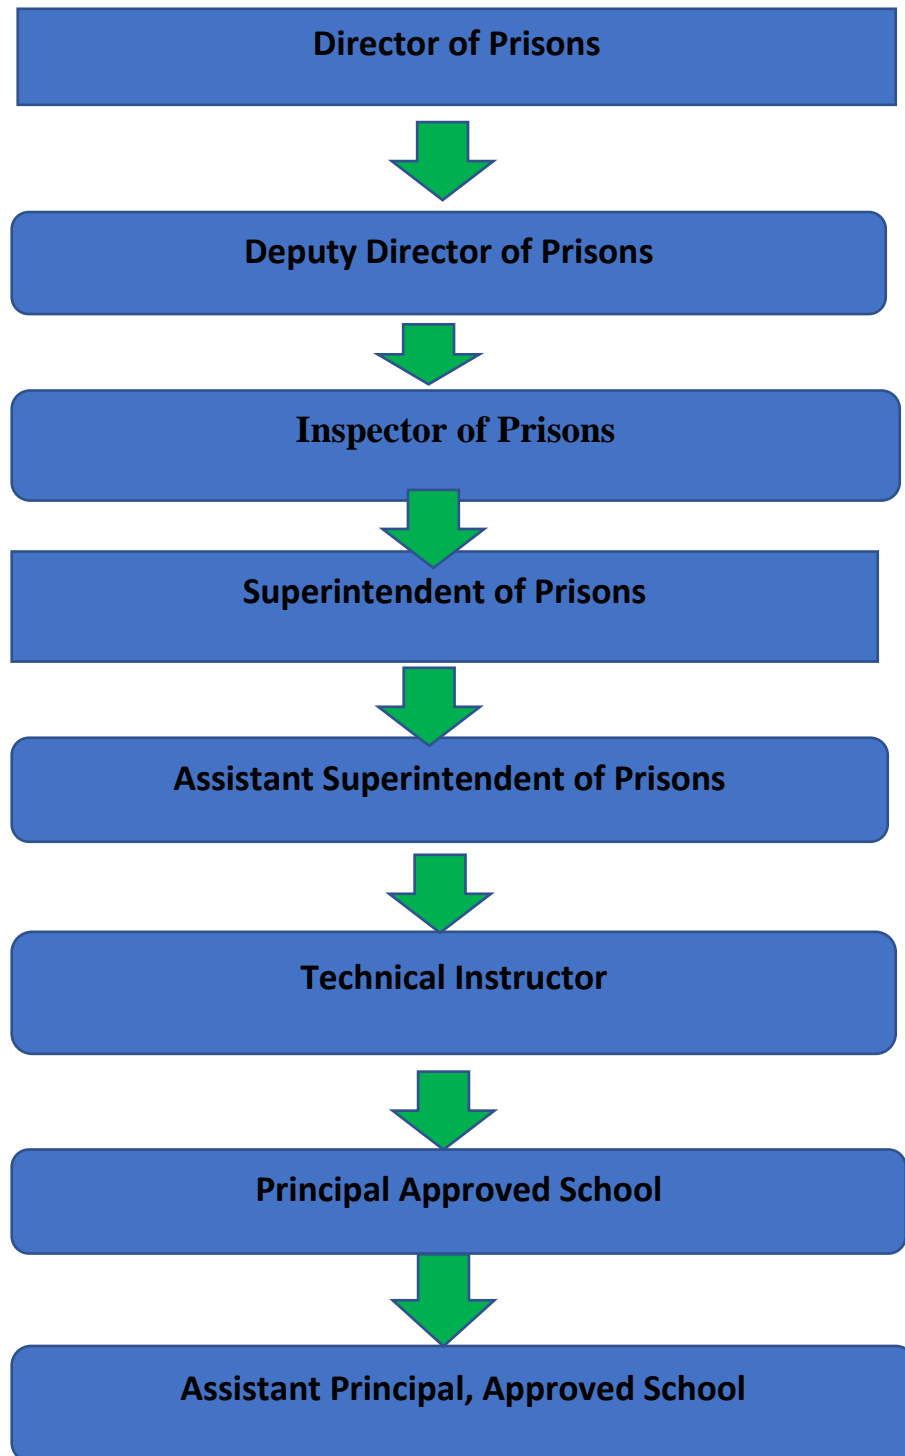 Director of Prisons
Deputy Director of Prisons
Inspector of Prisons
Superintendent of Prisons
Assistant Superintendent of Prisons
Technical Instructor
Principal Approved School
Assistant Principal, Approved School